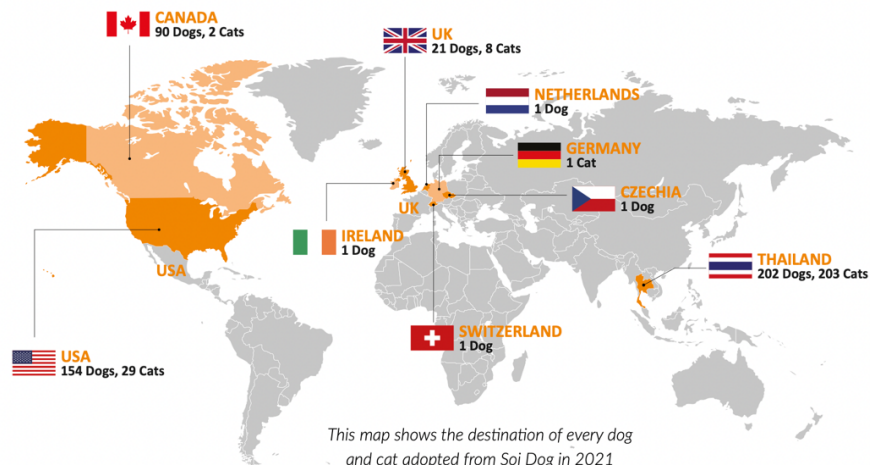 CANADA
90 Dogs, 2 Cats
UK
21 Dogs, 8 Cats
NETHERLANDS
1 Dog
GERMANY
1 Cat
CZECHIA
1 Dog
UK
IRELAND
1 Dog
THAILAND
202 Dogs, 203 Cats
USA
SWITZERLAND
1 Dog
USA
154 Dogs, 29 Cats
This map shows the destination of every dog
and cat adopted from Soi Dog in 2021